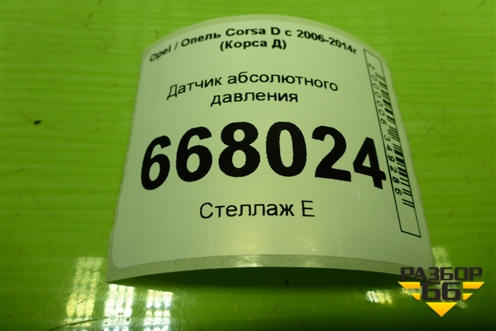 Opel / Опель Corsa D с 2006-2014г
(Корса Д)
Датчик абсолютного
давления
668024
Стеллаж Е
РАЗБОР
66